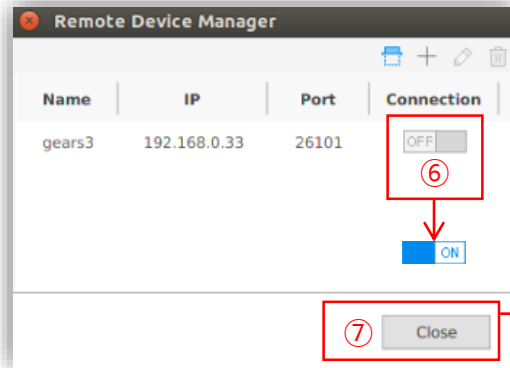 Remote Device Manager
Name IP Port Connection
gears3 192.168.0.33 26101 OFF
⑥
ON
⑦ Close